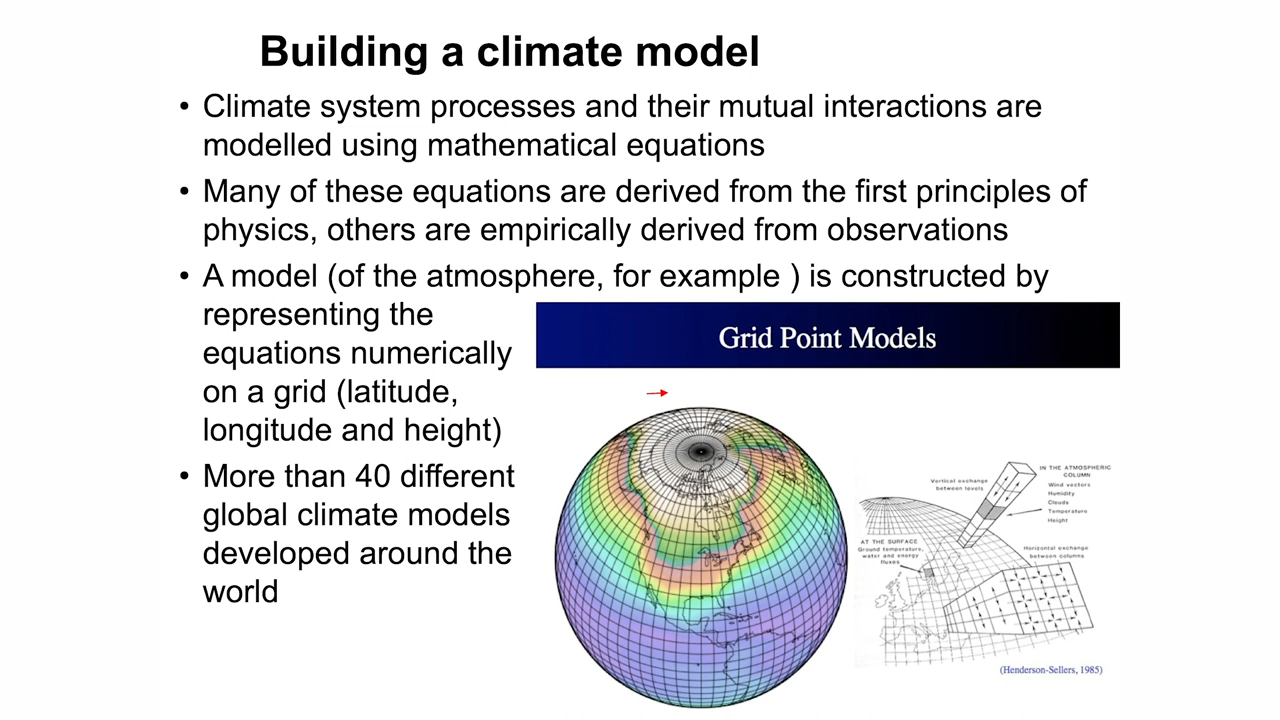 Building a climate model
• Climate system processes and their mutual interactions are
modelled using mathematical equations
• Many of these equations are derived from the first principles of
physics, others are empirically derived from observations
• A model (of the atmosphere, for example ) is constructed by
representing the
equations numerically
on a grid (latitude,
longitude and height)
• More than 40 different
global climate models
developed around the
world
Grid Point Models
IN THE ATMOSPHERIC
COLUMN
Wind vectors
Humidity
Clouds
Temperature
Height
Vertical exchange
between levels
AT THE SURFACE
Ground temperature,
water and energy
fluxes
Horizontal exchange
between columns
(Henderson-Sellers, 1985)